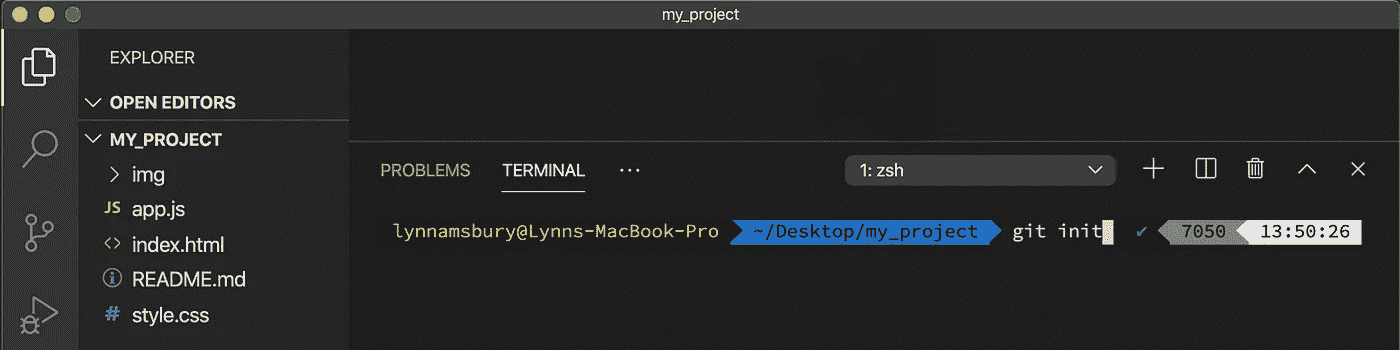 my_project
EXPLORER
OPEN EDITORS
MY_PROJECT
img
JS app.js
<> index.html
README.md
# style.css
PROBLEMS TERMINAL ··· 1: zsh
lynnamsbury@Lynns-MacBook-Pro ~/Desktop/my_project git init ✔ 7050 13:50:26